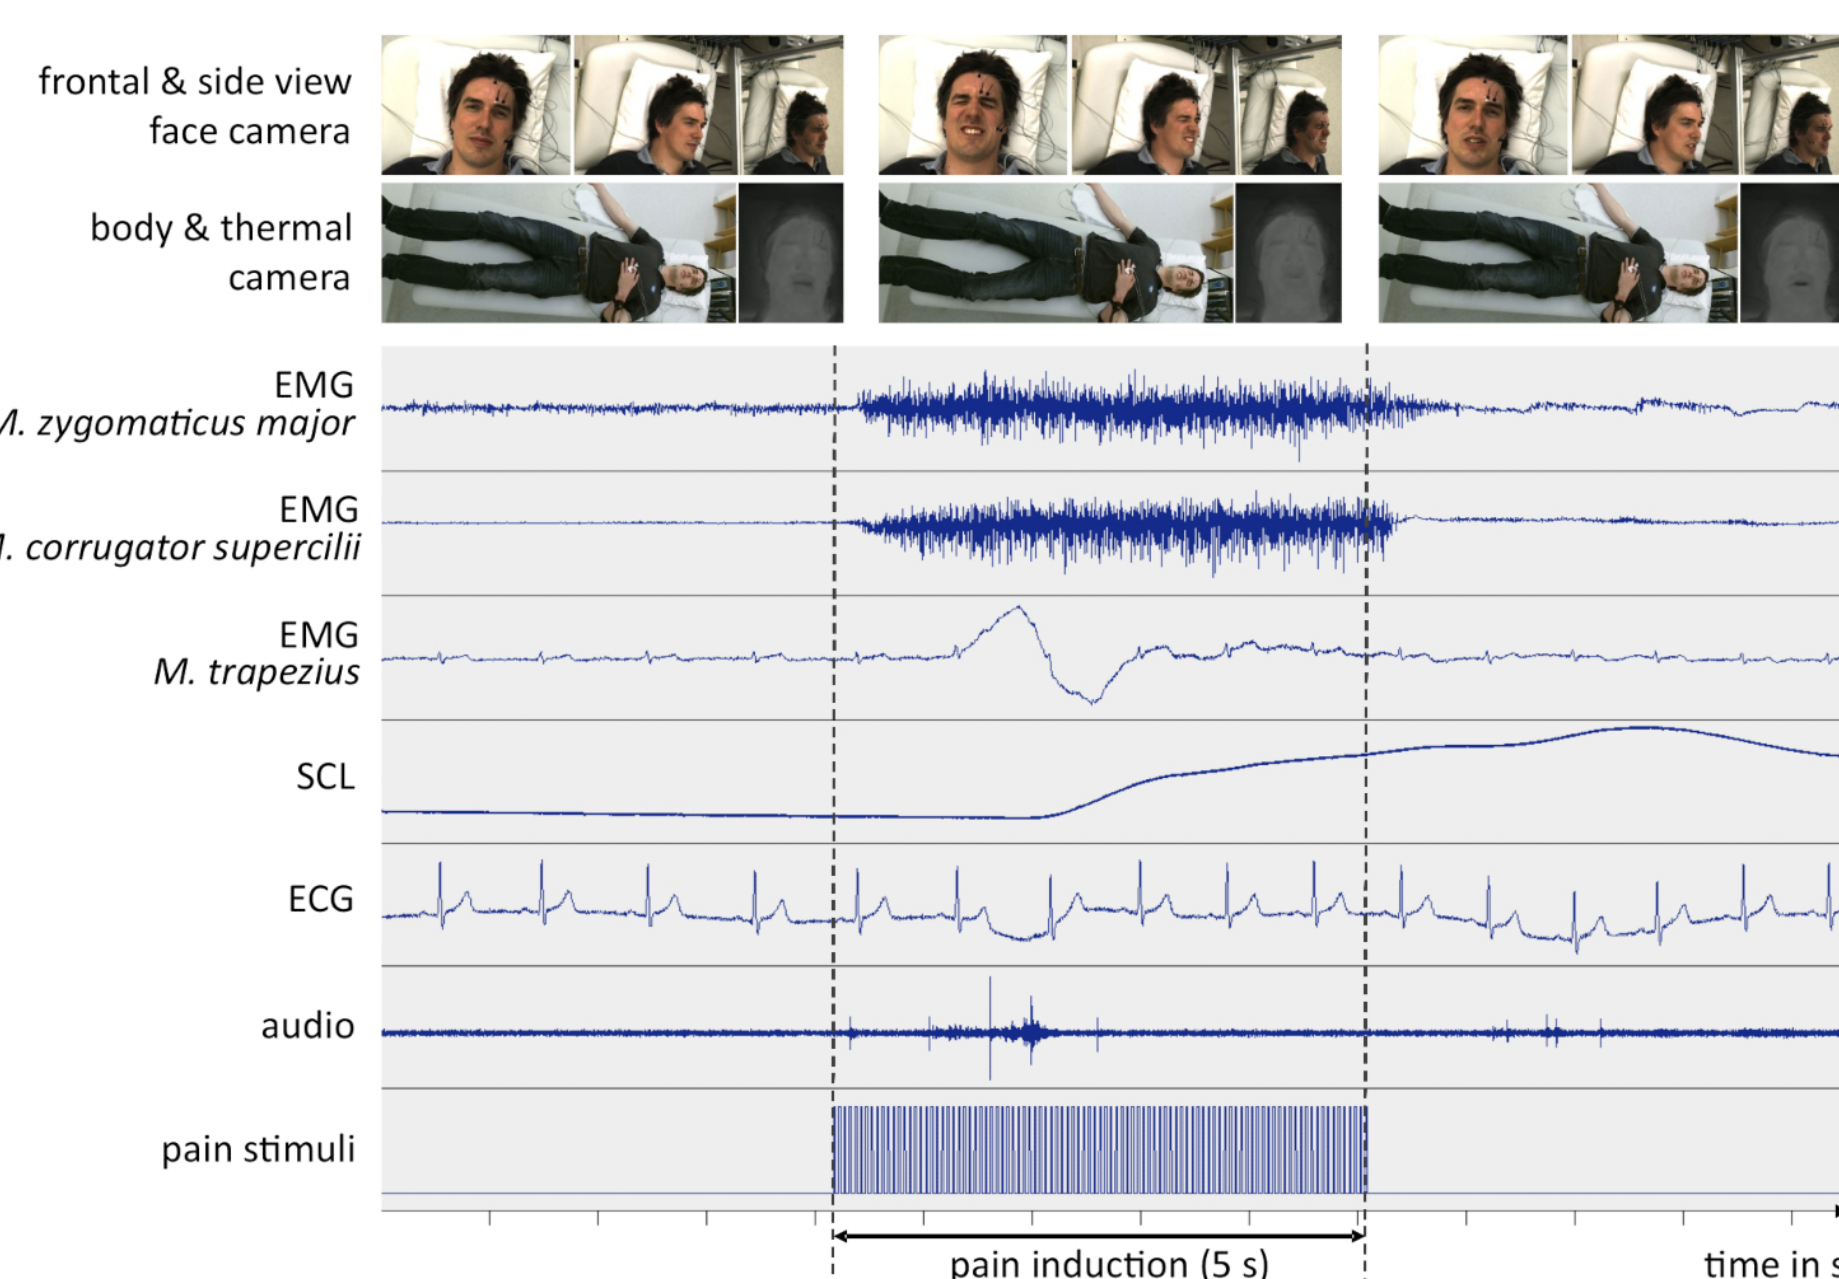 frontal & side view
face camera
body & thermal
camera
EMG
M. zygomaticus major
EMG
M. corrugator supercilii
EMG
M. trapezius
SCL
ECG
audio
pain stimuli
pain induction (5 s)
time in s